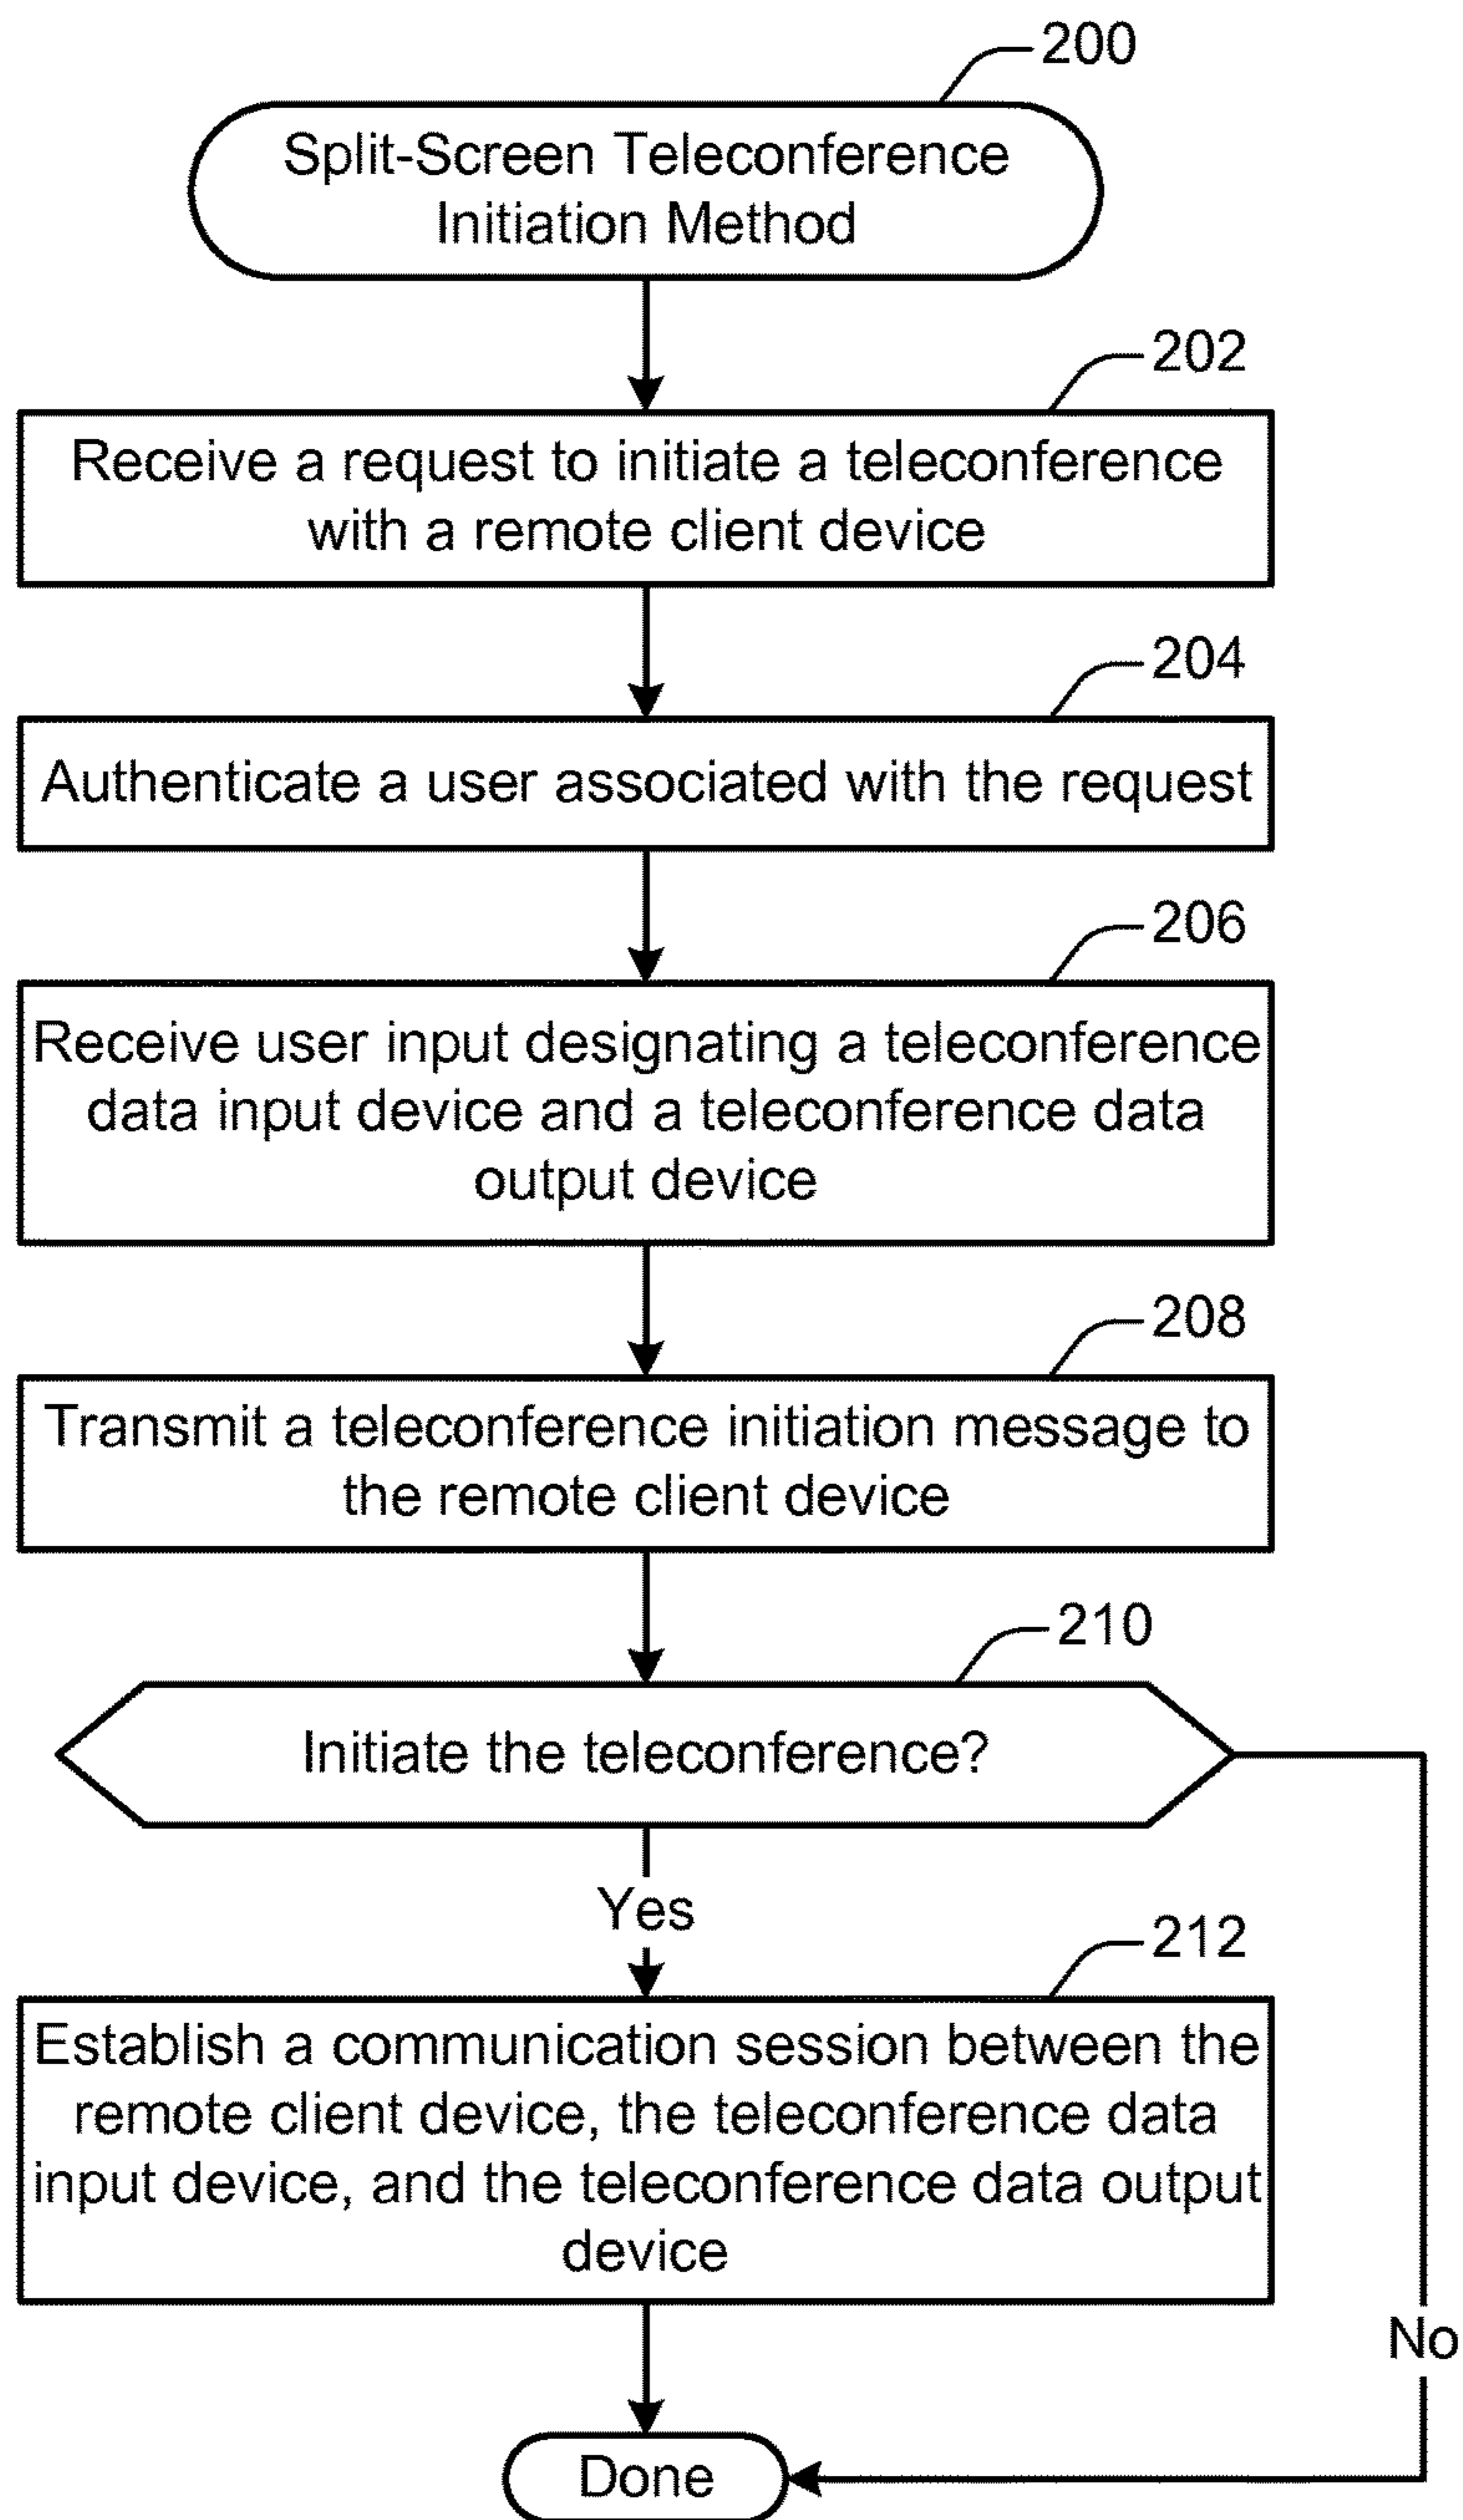 200
Split-Screen Teleconference
Initiation Method
202
Receive a request to initiate a teleconference
with a remote client device
204
Authenticate a user associated with the request
206
Receive user input designating a teleconference
data input device and a teleconference data
output device
208
Transmit a teleconference initiation message to
the remote client device
210
Initiate the teleconference?
Yes
212
Establish a communication session between the
remote client device, the teleconference data
input device, and the teleconference data output
device
No
Done